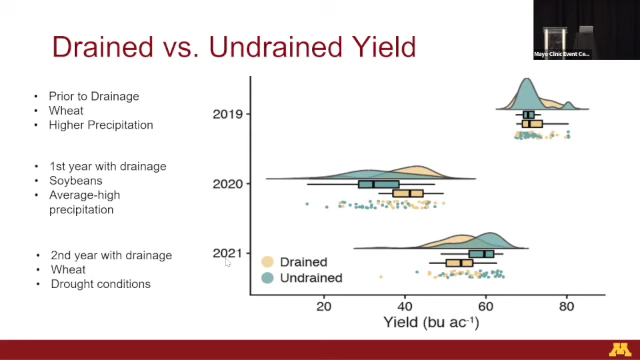 Drained vs. Undrained Yield
Mayo Clinic Event Ce...
• Prior to Drainage
• Wheat
• Higher Precipitation
• 1st year with drainage
• Soybeans
• Average-high
precipitation
• 2nd year with drainage
• Wheat
• Drought conditions
2019
2020
2021
Drained
Undrained
20
40
60
80
Yield (bu ac⁻¹)
M